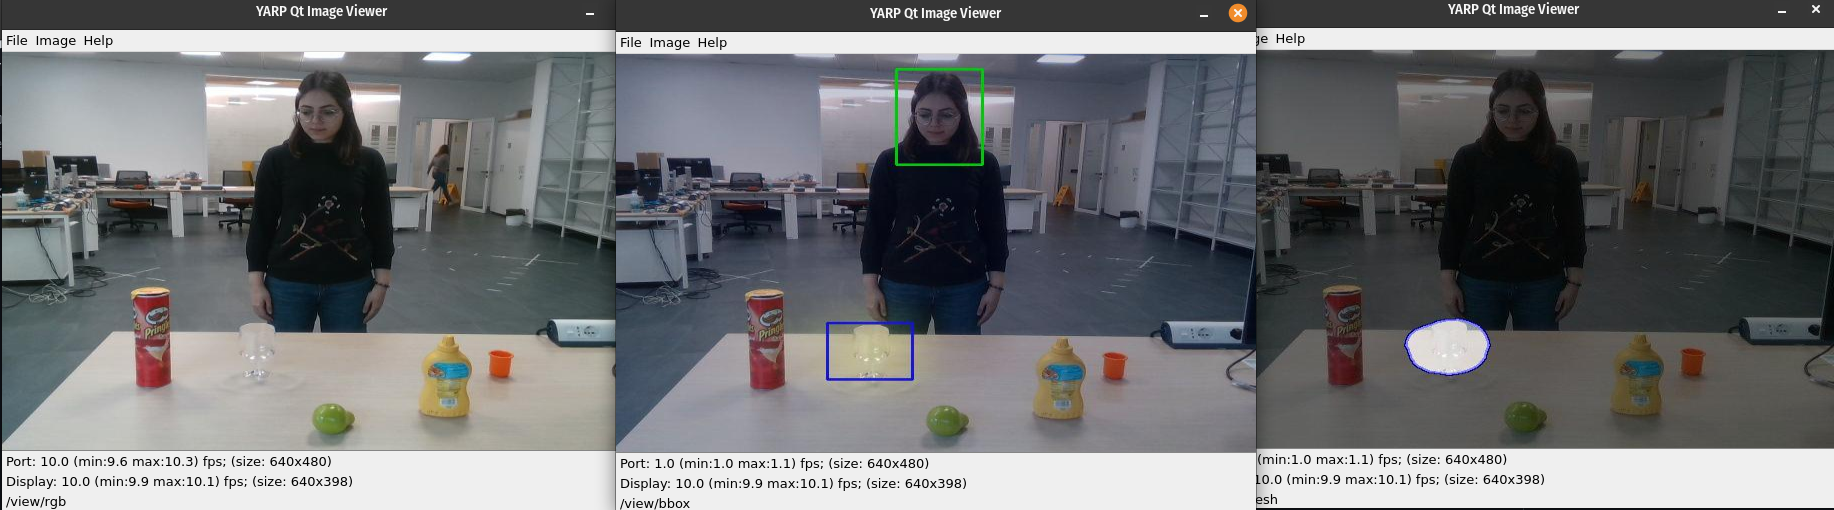 YARP Qt Image Viewer
File Image Help
Pringles
Port: 10.0 (min:9.6 max:10.3) fps; (size: 640x480)
Display: 10.0 (min:9.9 max:10.1) fps; (size: 640x398)
/view/rgb
YARP Qt Image Viewer
File Image Help
Pringles
Port: 1.0 (min:1.0 max:1.1) fps; (size: 640x480)
Display: 10.0 (min:9.9 max:10.1) fps; (size: 640x398)
/view/bbox
YARP Qt Image Viewer
ge Help
Pringles
(min:1.0 max:1.1) fps; (size: 640x480)
10.0 (min:9.9 max:10.1) fps; (size: 640x398)
esh